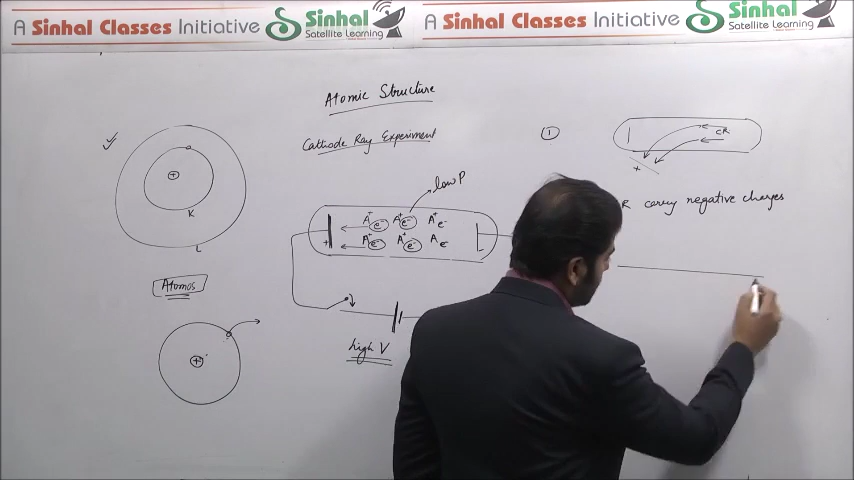 A Sinhal Classes Initiative
Sinhal
Satellite Learning
A Sinhal Classes Initiative
Sinhal
Satellite Learning
Atomic Structure
Cathode Ray Experiment
①
CR
+
low P
R carry negative charges
+
K
L
A+ e- A+ e- A+ e-
A+ e- A+ e- A e-
+
Atomos
+
high V